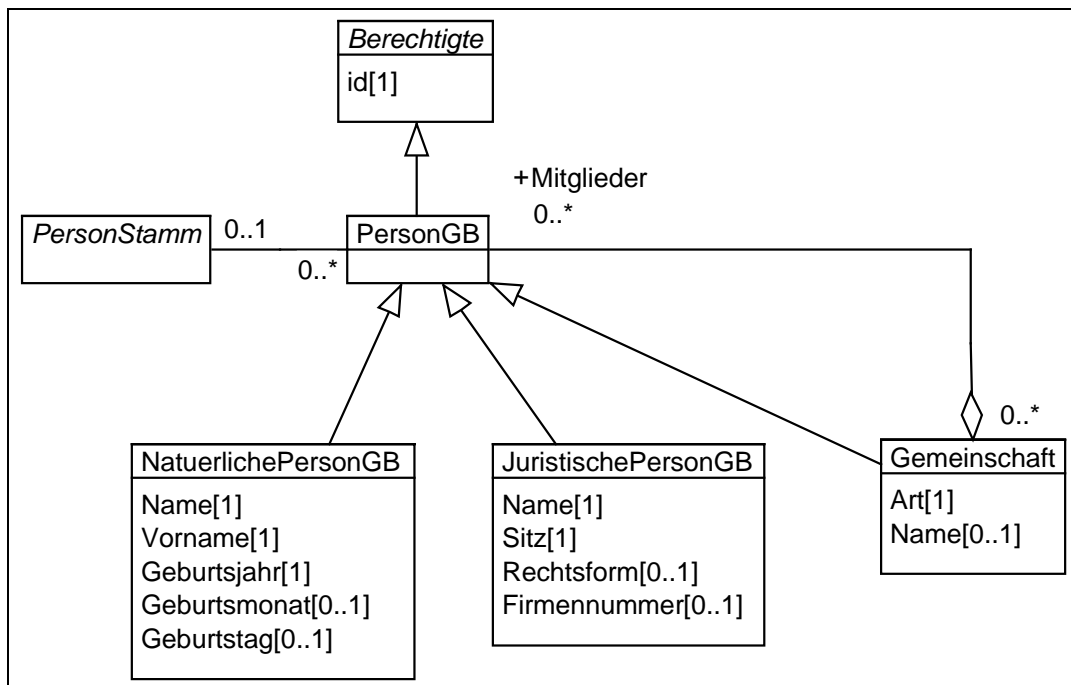 Berechtigte
id[1]
+Mitglieder
0..*
PersonStamm
0..1
0..*
PersonGB
0..*
NatuerlichePersonGB
Name[1]
Vorname[1]
Geburtsjahr[1]
Geburtsmonat[0..1]
Geburtstag[0..1]
JuristischePersonGB
Name[1]
Sitz[1]
Rechtsform[0..1]
Firmennummer[0..1]
Gemeinschaft
Art[1]
Name[0..1]